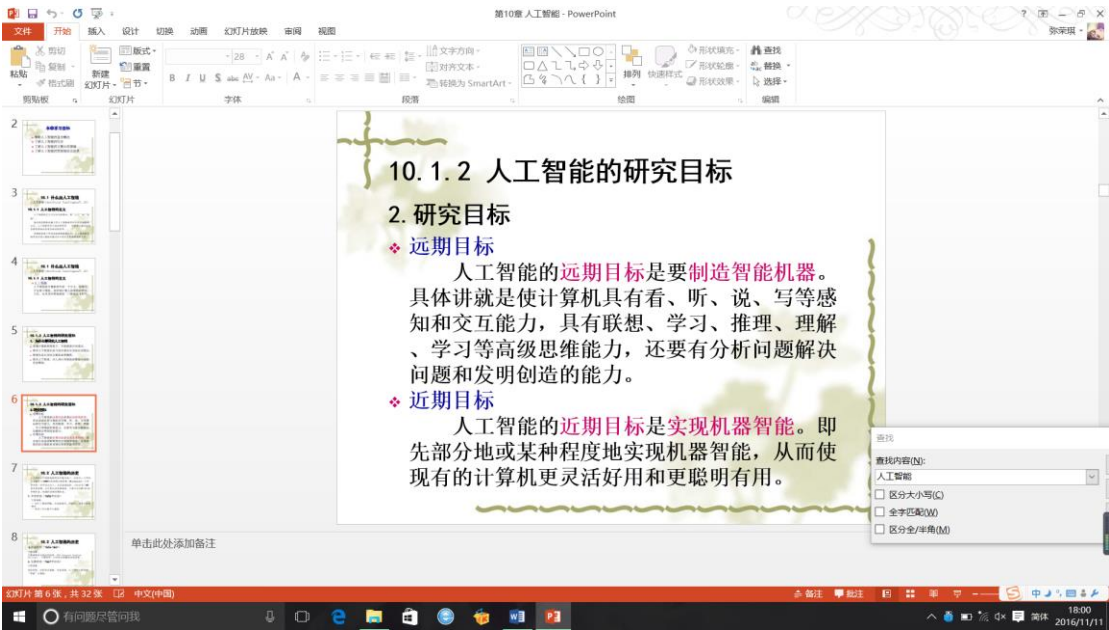 第10章 人工智能 - PowerPoint
文件 开始 插入 设计 切换 动画 幻灯片放映 审阅 视图
张荣琨
剪切
复制
格式刷
粘贴
剪贴板
新建
幻灯片
版式
重置
节
幻灯片
28
B I U S abc AV Aa A
字体
文字方向
对齐文本
转换为 SmartArt
段落
排列 快速样式
形状填充
形状轮廓
形状效果
绘图
查找
替换
选择
编辑
2
3
4
5
6
7
8
10.1.2 人工智能的研究目标
2.研究目标
远期目标
人工智能的远期目标是要制造智能机器。
具体讲就是使计算机具有看、听、说、写等感
知和交互能力，具有联想、学习、推理、理解
、学习等高级思维能力，还要有分析问题解决
问题和发明创造的能力。
近期目标
人工智能的近期目标是实现机器智能。即
先部分地或某种程度地实现机器智能，从而使
现有的计算机更灵活好用和更聪明有用。
查找
查找内容(N):
人工智能
区分大小写(C)
全字匹配(W)
区分全/半角(M)
单击此处添加备注
幻灯片 第 6 张，共 32 张 中文(中国)
备注 批注
中
有问题尽管问我
简体
18:00
2016/11/11